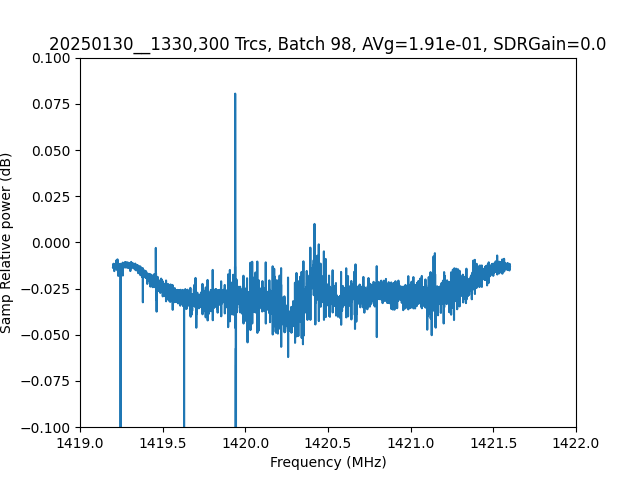 20250130__1330,300 Trcs, Batch 98, AVg=1.91e-01, SDRGain=0.0
0.100
0.075
0.050
0.025
0.000
−0.025
−0.050
−0.075
−0.100
Samp Relative power (dB)
1419.0 1419.5 1420.0 1420.5 1421.0 1421.5 1422.0
Frequency (MHz)